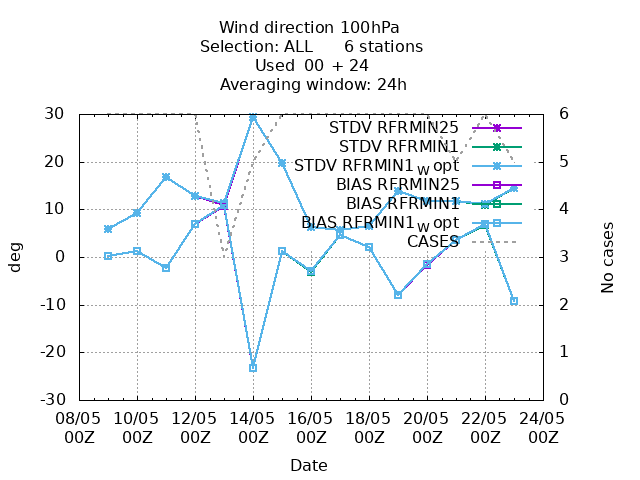 Wind direction 100hPa
Selection: ALL 6 stations
Used 00 + 24
Averaging window: 24h
30
20
10
0
-10
-20
-30
deg
6
5
4
3
2
1
0
No cases
STDV RFRMIN25
STDV RFRMIN1
STDV RFRMIN1w opt
BIAS RFRMIN25
BIAS RFRMIN1
BIAS RFRMIN1w opt
CASES
08/05 10/05 12/05 14/05 16/05 18/05 20/05 22/05 24/05
00Z 00Z 00Z 00Z 00Z 00Z 00Z 00Z 00Z
Date